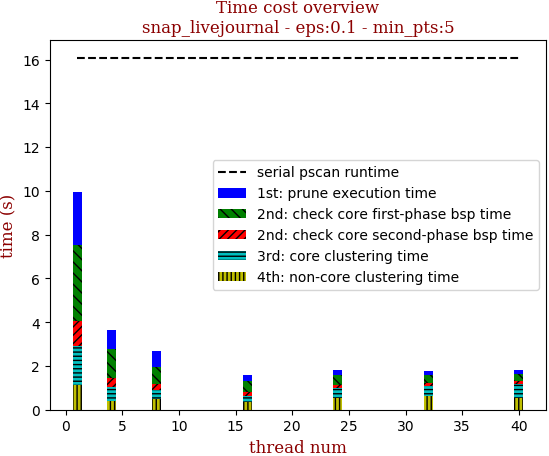 Time cost overview
snap_livejournal - eps:0.1 - min_pts:5
time (s)
16
14
12
10
8
6
4
2
0
serial pscan runtime
1st: prune execution time
2nd: check core first-phase bsp time
2nd: check core second-phase bsp time
3rd: core clustering time
4th: non-core clustering time
0 5 10 15 20 25 30 35 40
thread num